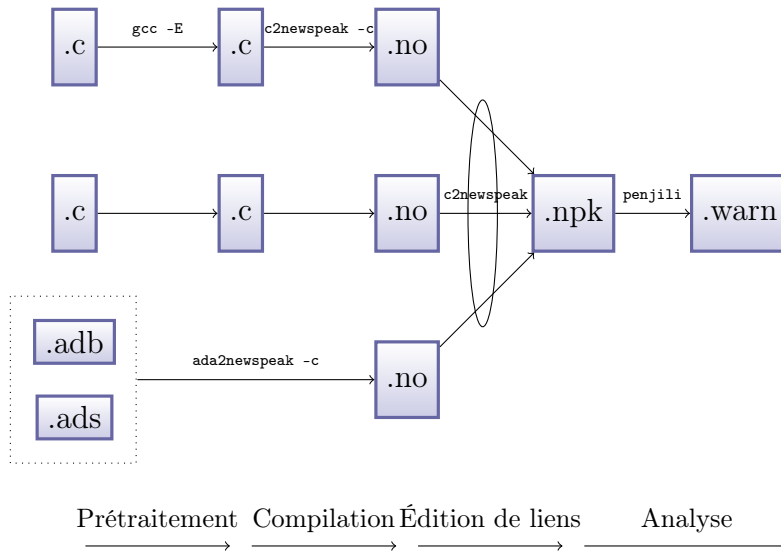 gcc -E
c2newspeak -c
.c
.c
.no
c2newspeak
penjili
.c
.c
.no
.npk
.warn
.adb
ada2newspeak -c
.no
.ads
Prétraitement
Compilation
Édition de liens
Analyse